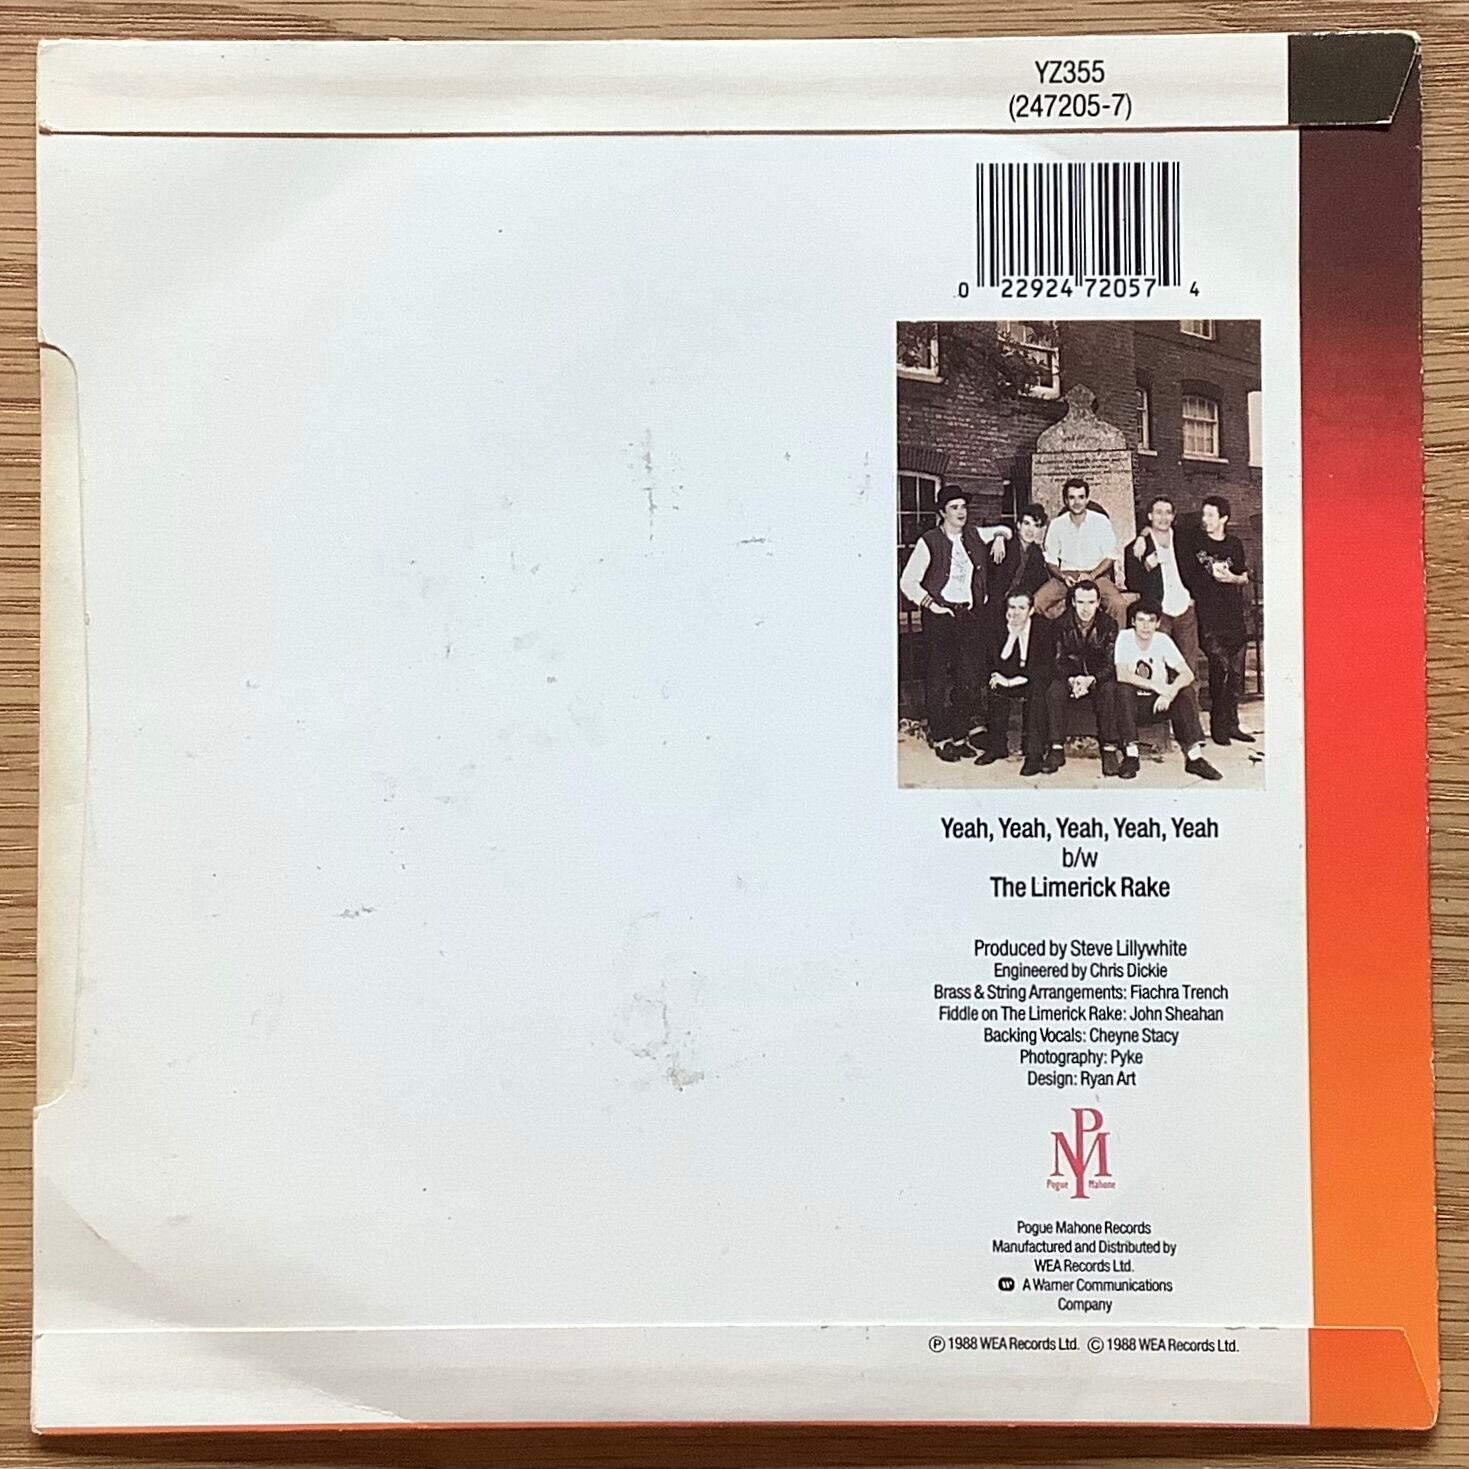 YZ355
(247205-7)
0 22924 72057 4
Yeah, Yeah, Yeah, Yeah, Yeah
b/w
The Limerick Rake
Produced by Steve Lillywhite
Engineered by Chris Dickie
Brass & String Arrangements: Fiachra Trench
Fiddle on The Limerick Rake: John Sheahan
Backing Vocals: Cheyne Stacy
Photography: Pyke
Design: Ryan Art
PM
Pogue Mahone
Pogue Mahone Records
Manufactured and Distributed by
WEA Records Ltd.
A Warner Communications
Company
℗ 1988 WEA Records Ltd. © 1988 WEA Records Ltd.